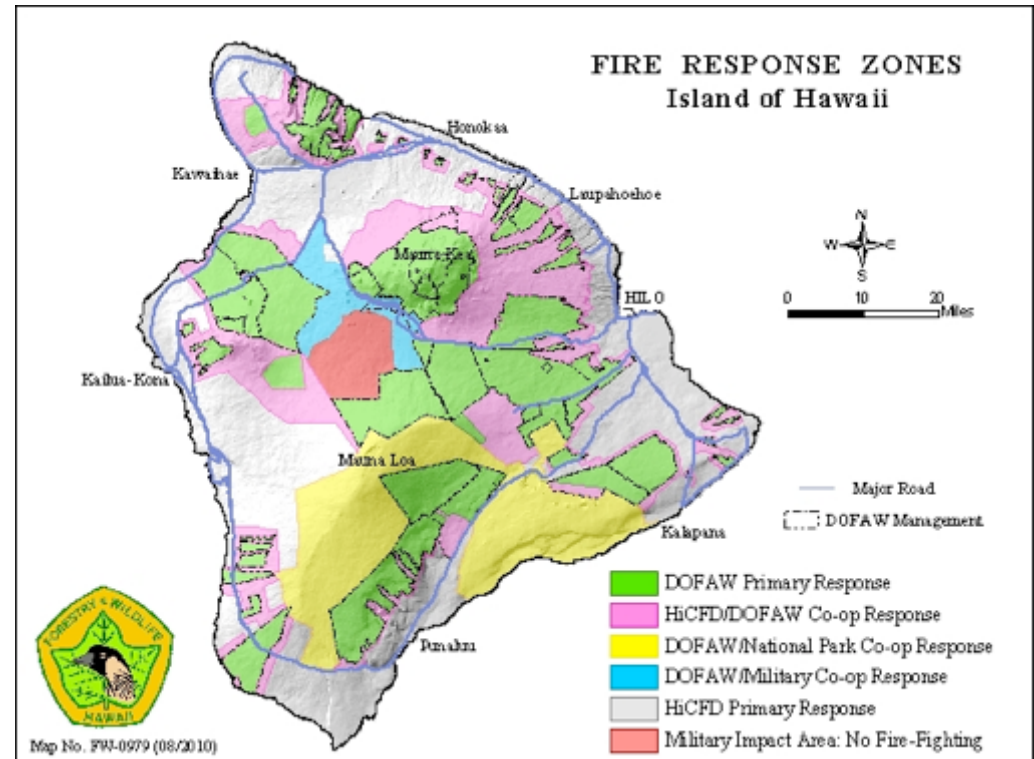 FIRE RESPONSE ZONES
Island of Hawaii
Honokaa
Kawaihae
Laupahoehoe
Mauna Kea
N
W E
S
HILO
0 10 20
Miles
Kailua-Kona
Mauna Loa
Major Road
DOFAW Management
Kalapana
DOFAW Primary Response
HiCFD/DOFAW Co-op Response
Punaluu
DOFAW/National Park Co-op Response
DOFAW/Military Co-op Response
HiCFD Primary Response
Military Impact Area: No Fire-Fighting
FORESTRY & WILDLIFE
HAWAII
Map No. FW-0979 (08/2010)